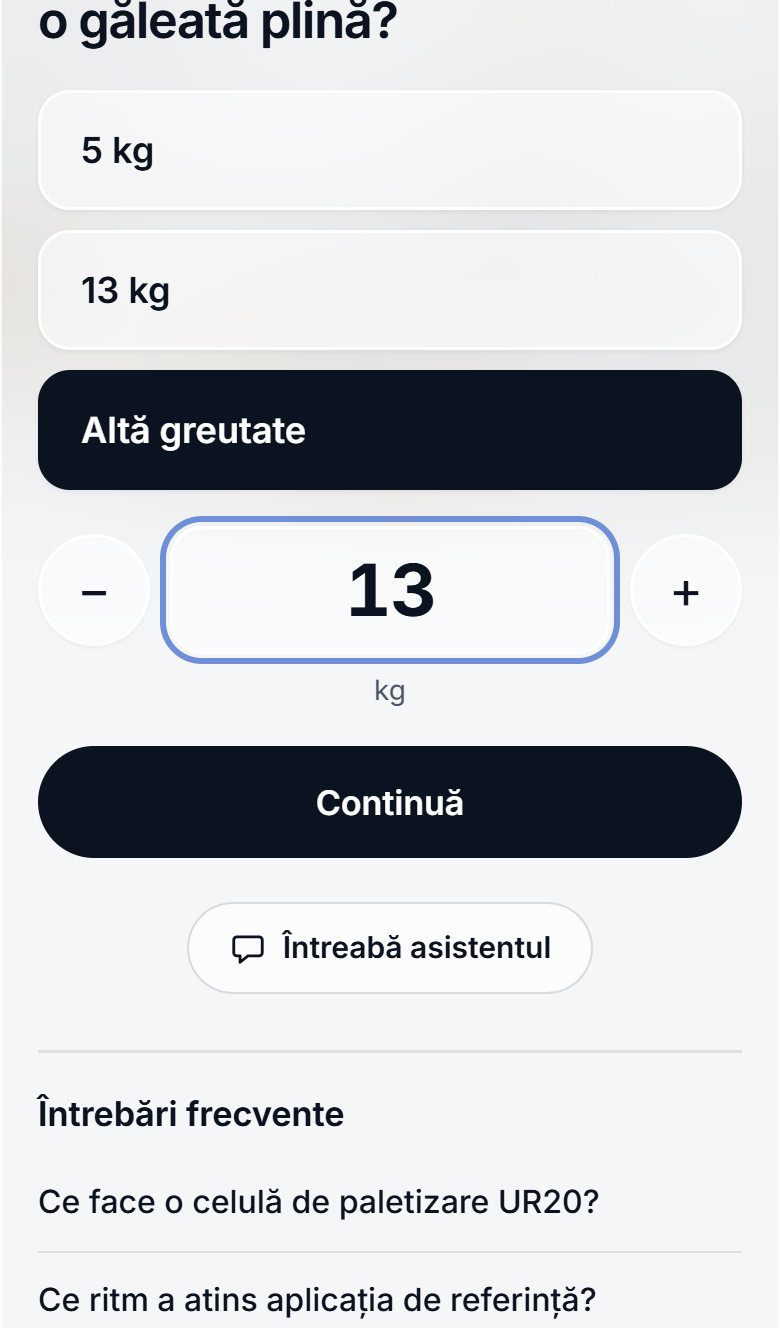 o găleată plină?
5 kg
13 kg
Altă greutate
− 13 +
kg
Continuă
Întreabă asistentul
Întrebări frecvente
Ce face o celulă de paletizare UR20?
Ce ritm a atins aplicația de referință?